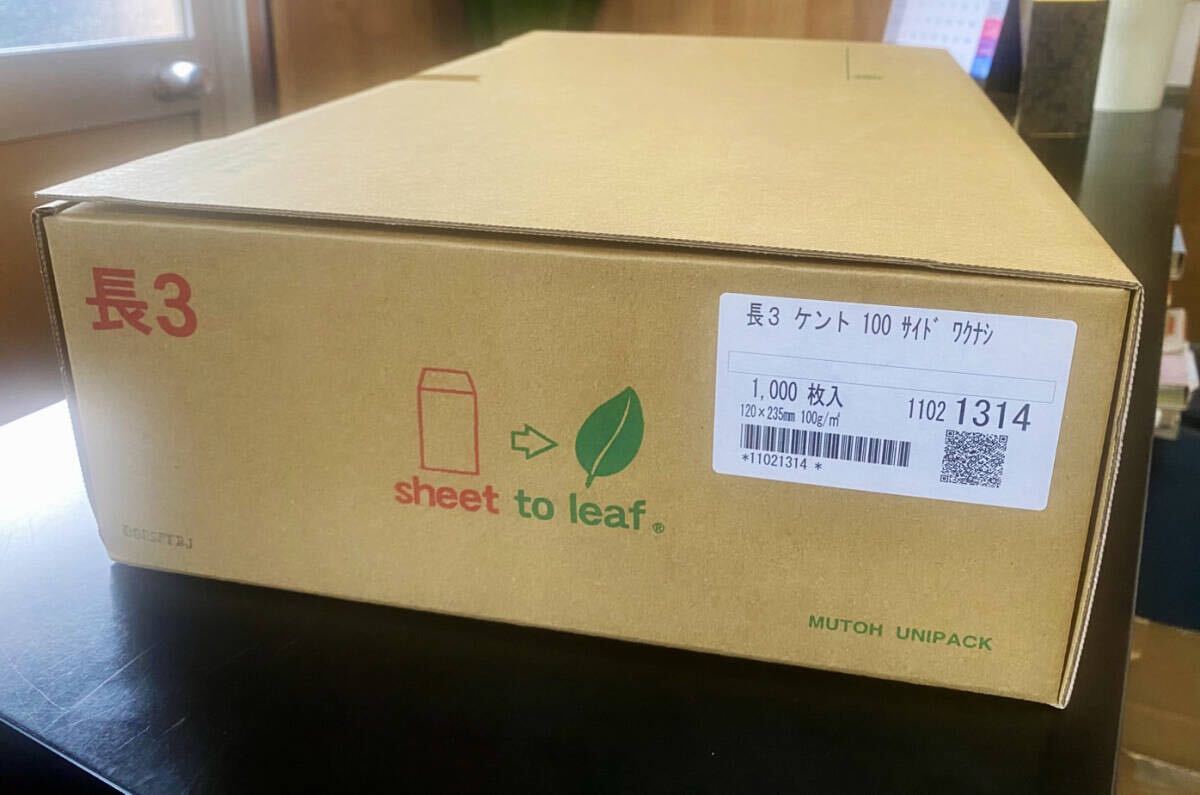 長3
長3 ケント 100 ｻｲﾄﾞ ﾜｸﾅｼ
1,000 枚入
120×235㎜ 100g/㎡
1102 1314
*11021314 *
sheet to leaf ®
MUTOH UNIPACK